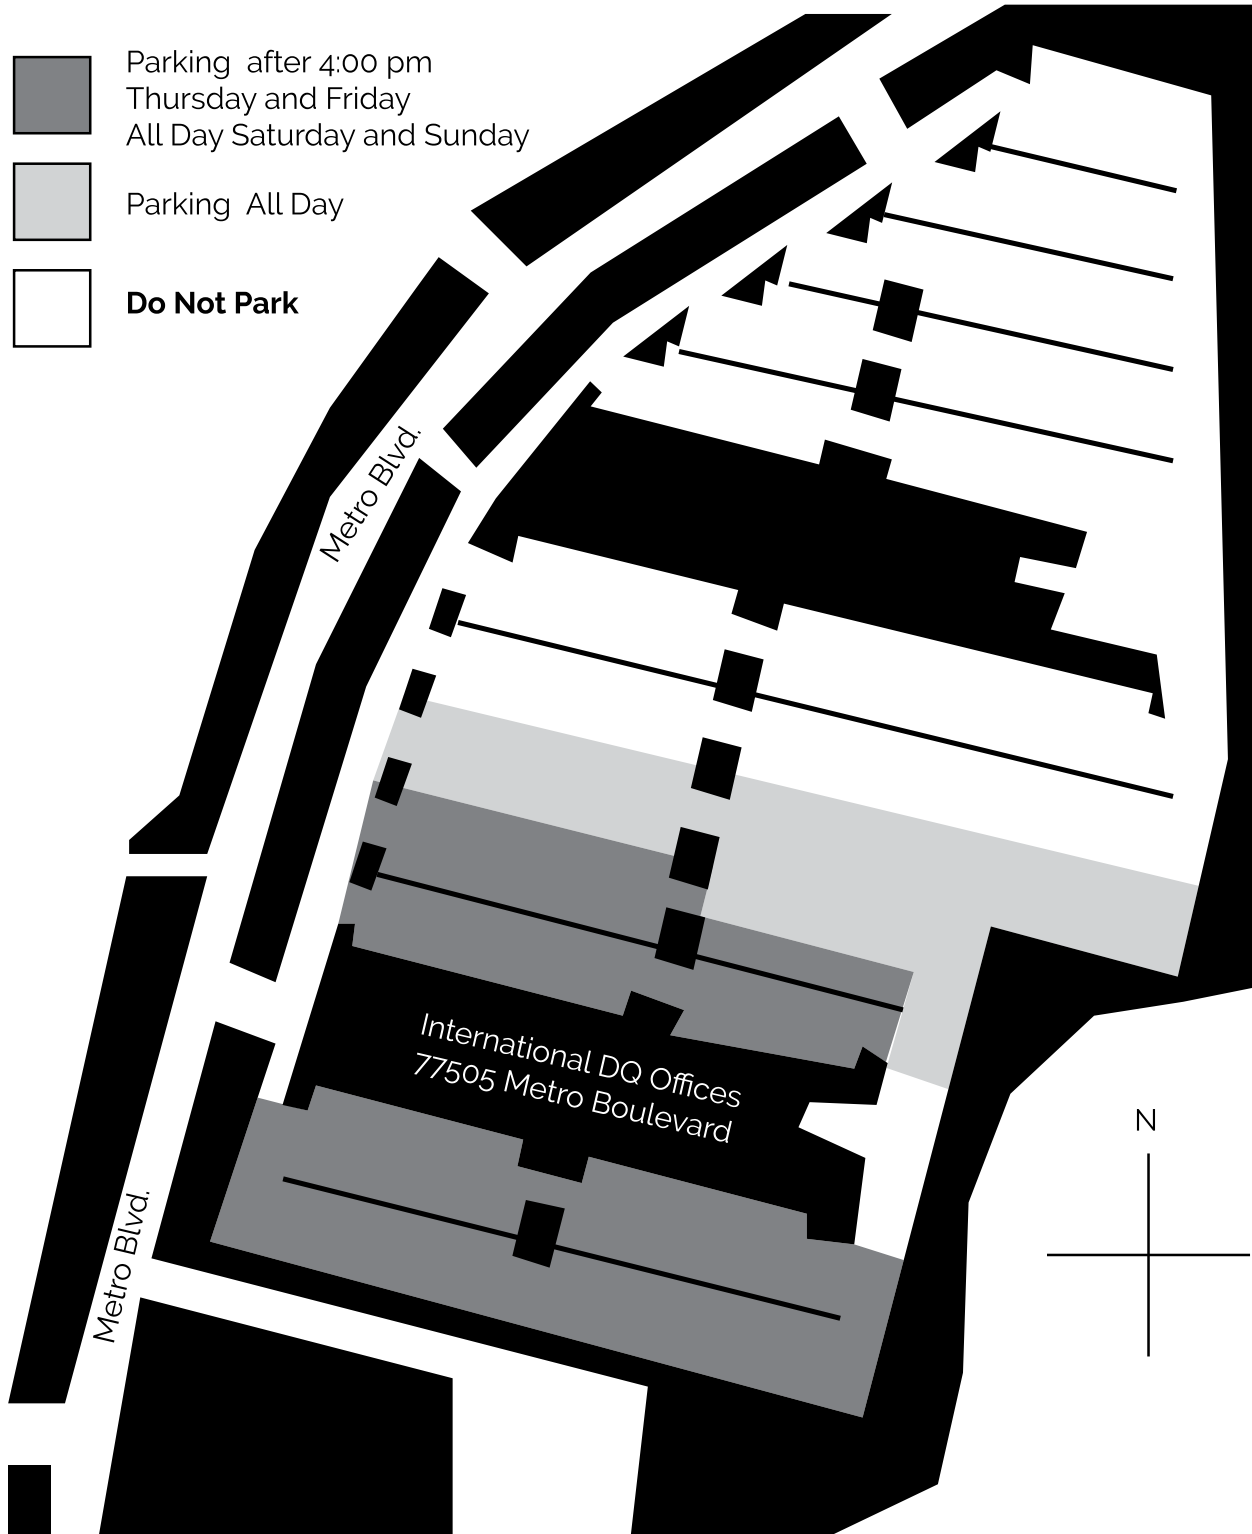 Parking  after 4:00 pm
Thursday and Friday
All Day Saturday and Sunday
Parking  All Day
Do Not Park
Metro Blvd.
International DQ Offices
77505 Metro Boulevard
N
Metro Blvd.